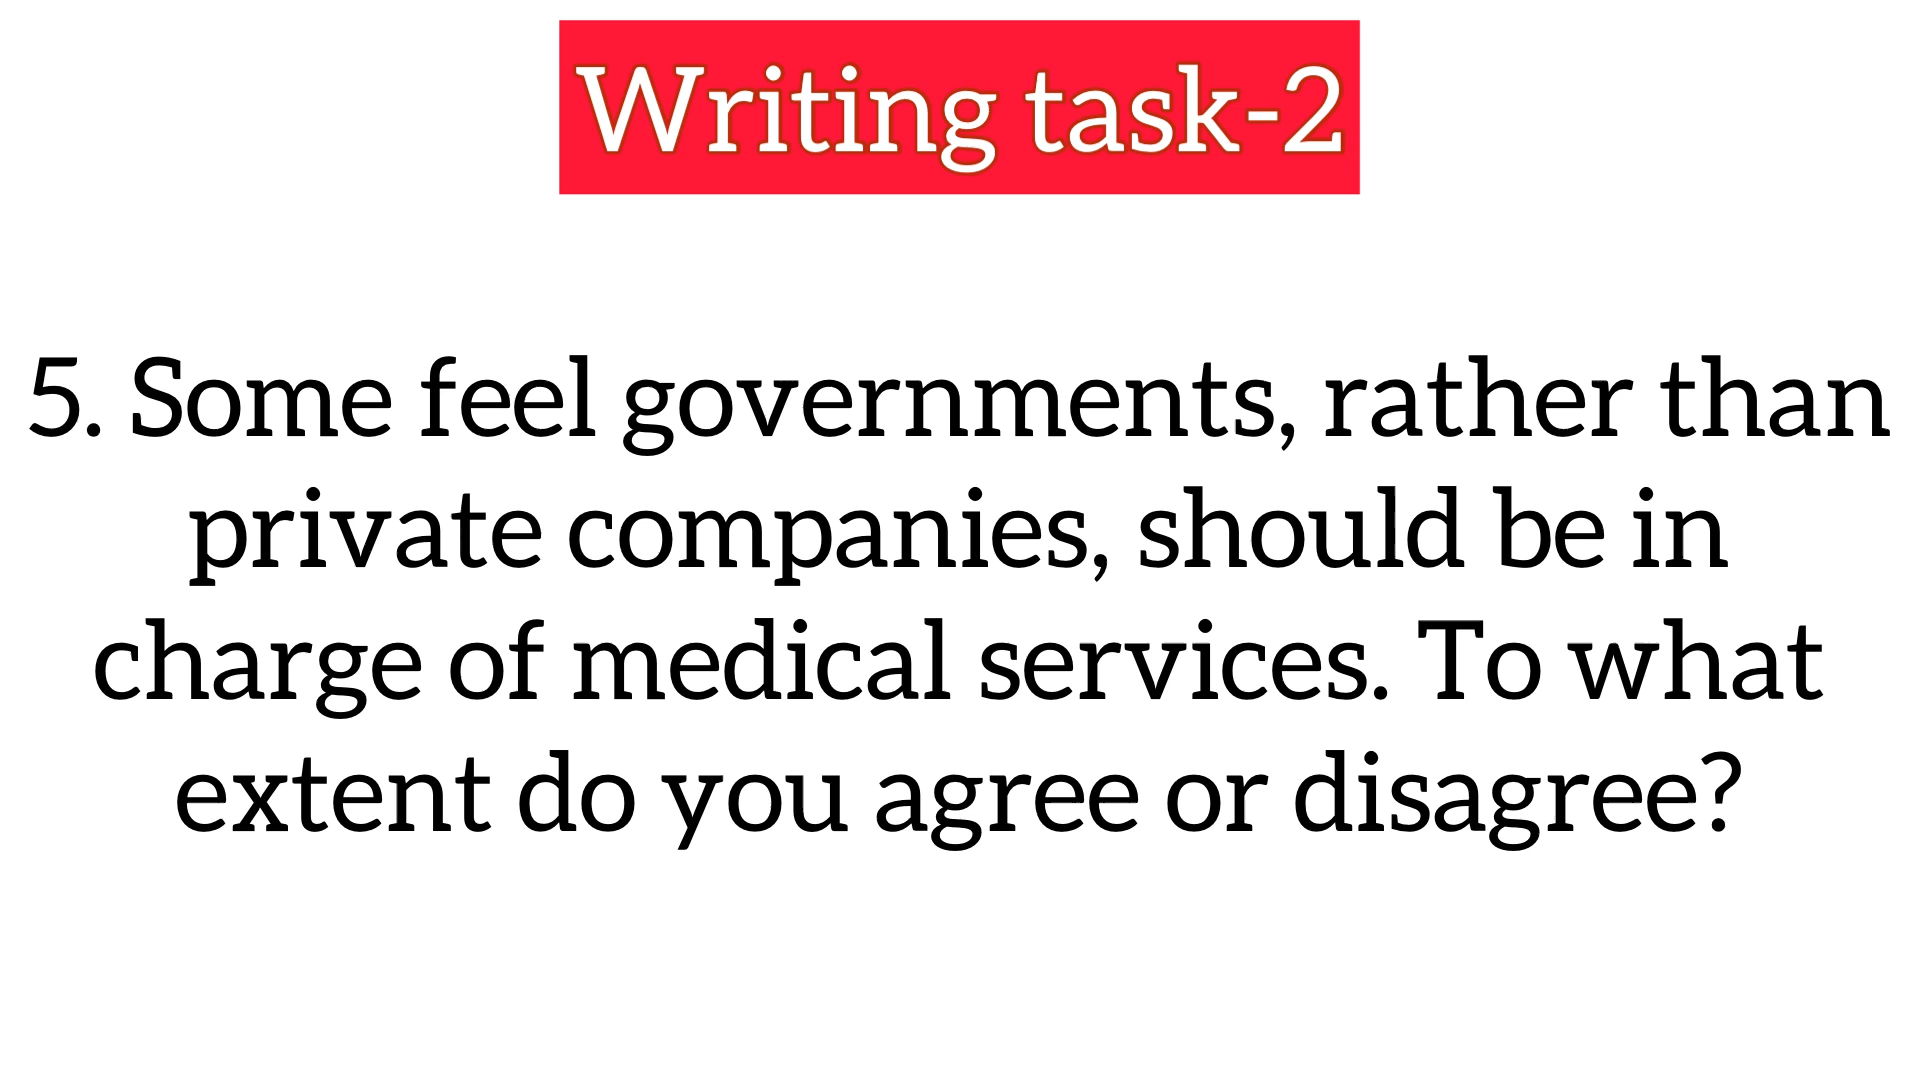 Writing task-2
5. Some feel governments, rather than
private companies, should be in
charge of medical services. To what
extent do you agree or disagree?